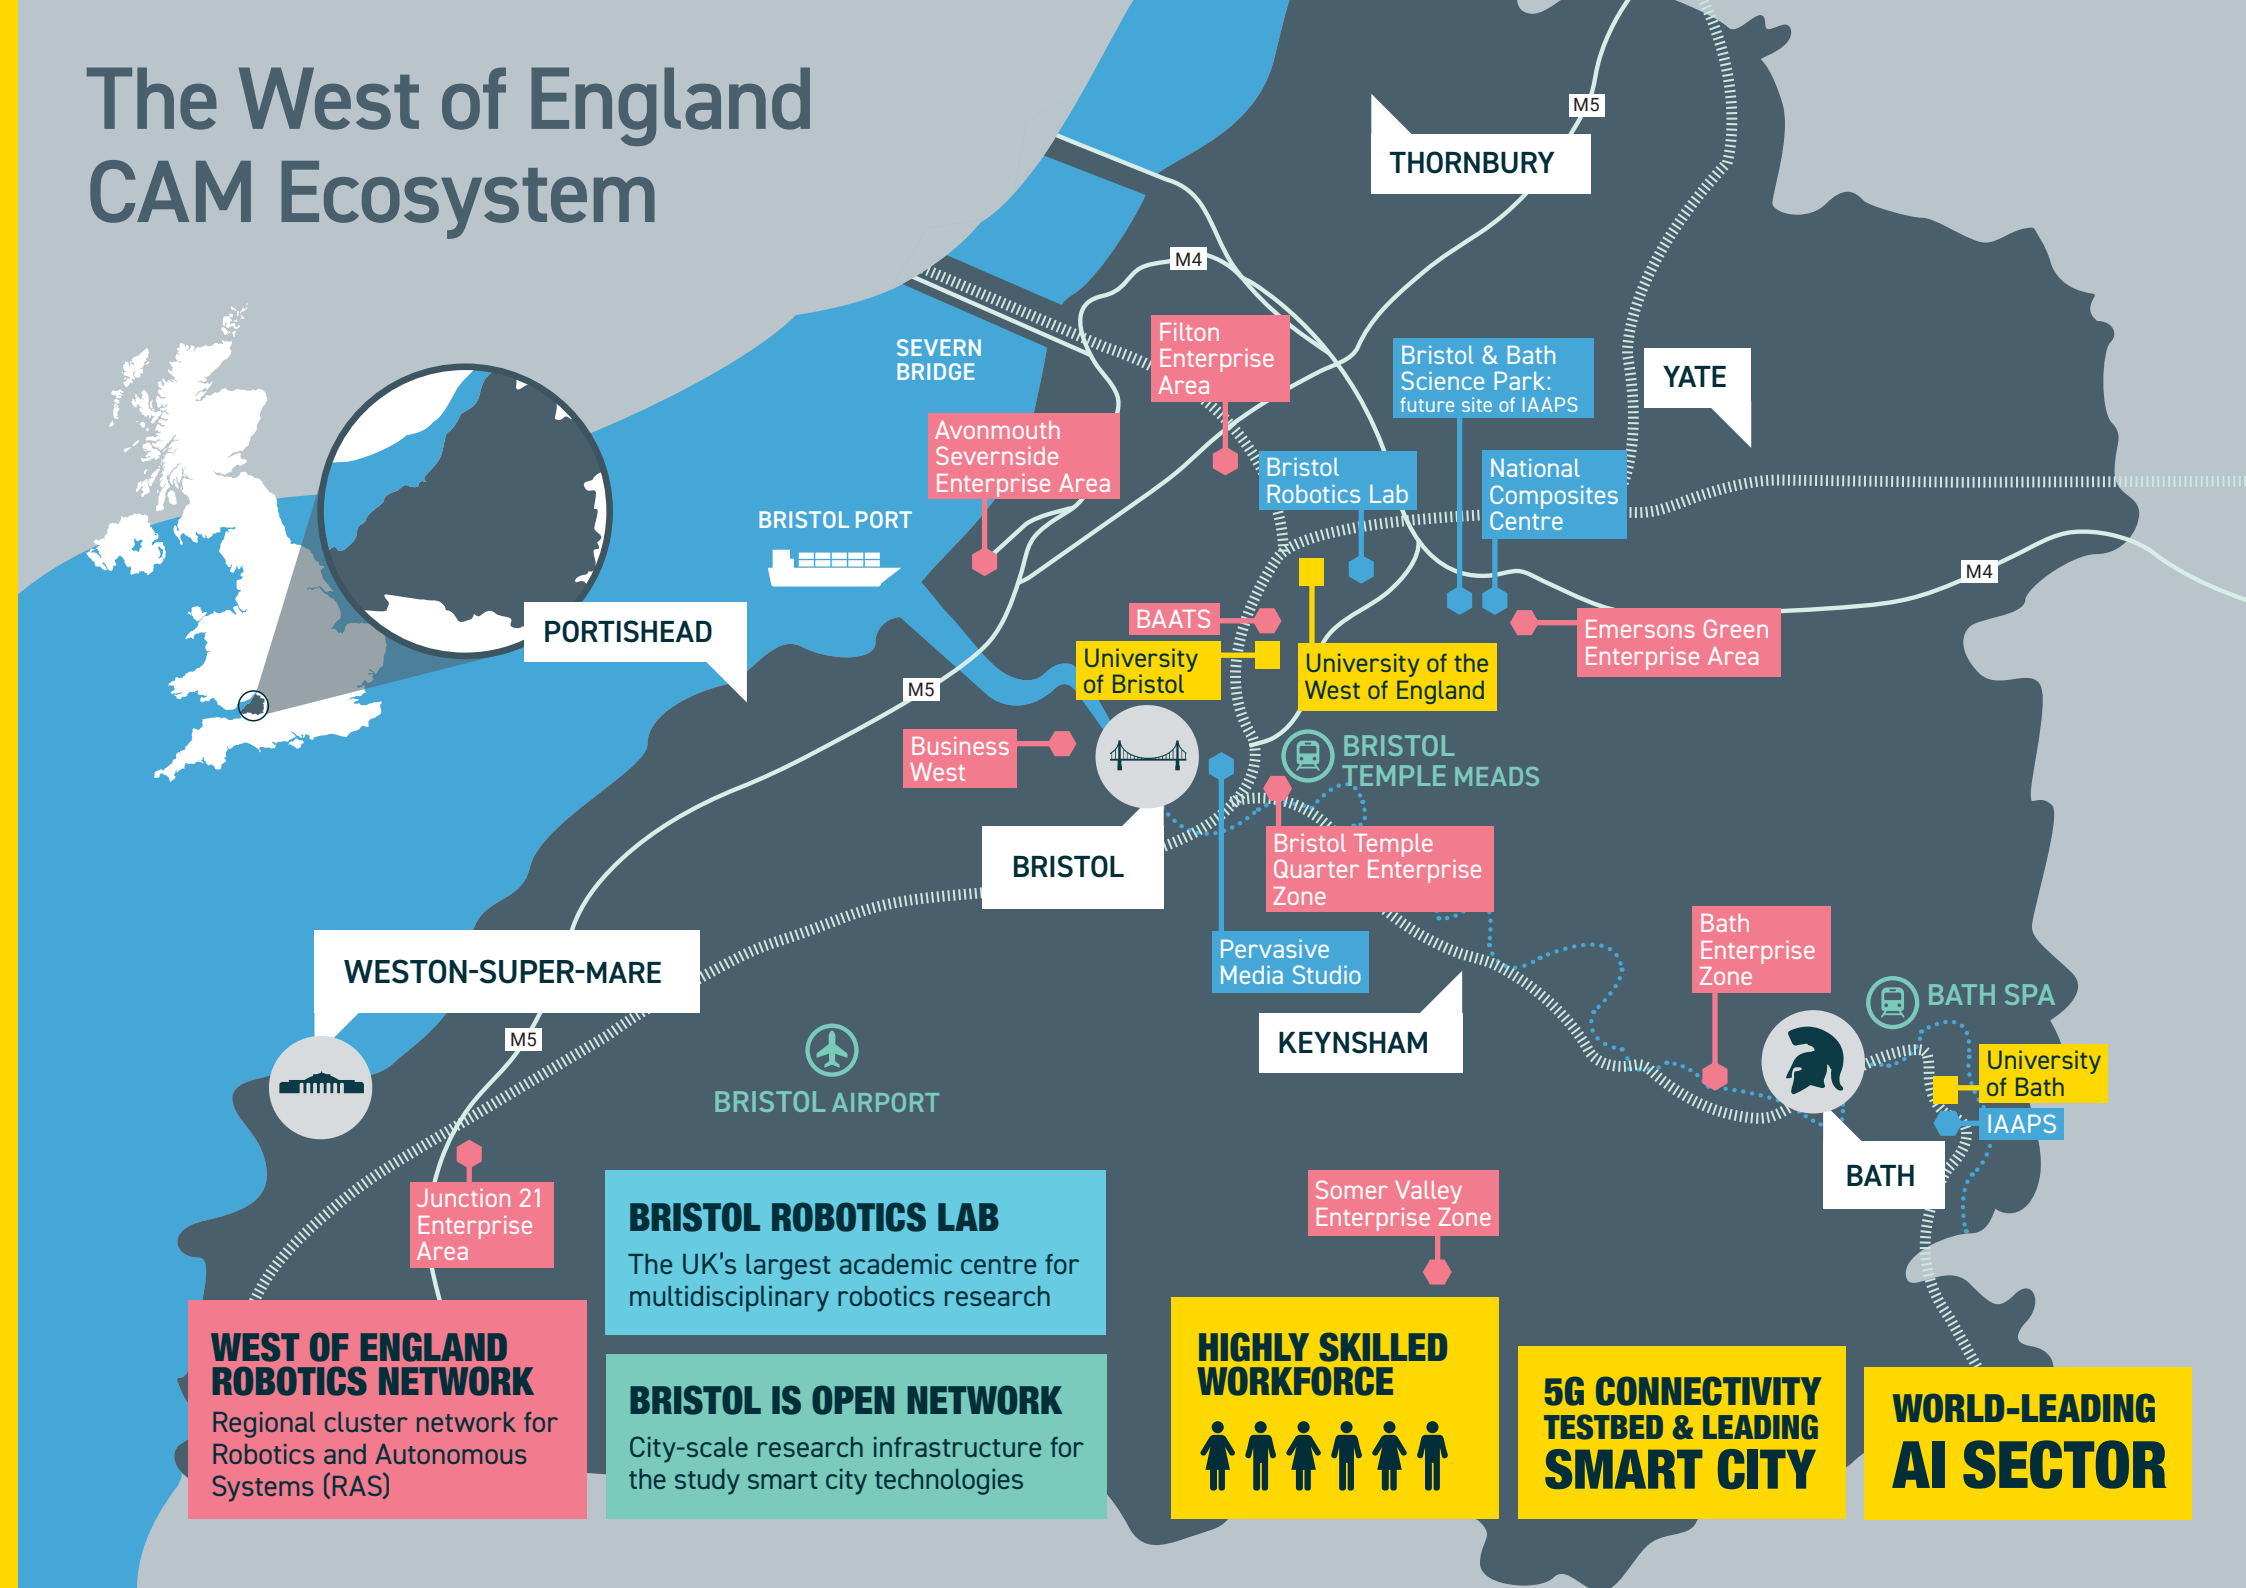 The West of England
CAM Ecosystem
M5
THORNBURY
M4
SEVERN
BRIDGE
Filton
Enterprise
Area
Bristol & Bath
Science Park:
future site of IAAPS
YATE
Avonmouth
Severnside
Enterprise Area
Bristol
Robotics Lab
National
Composites
Centre
BRISTOL PORT
M4
PORTISHEAD
BAATS
University
of Bristol
University of the
West of England
Emersons Green
Enterprise Area
M5
Business
West
BRISTOL
TEMPLE MEADS
BRISTOL
Bristol Temple
Quarter Enterprise
Zone
Pervasive
Media Studio
WESTON-SUPER-MARE
M5
BRISTOL AIRPORT
KEYNSHAM
Bath
Enterprise
Zone
BATH SPA
University
of Bath
IAAPS
BATH
Junction 21
Enterprise
Area
Somer Valley
Enterprise Zone
BRISTOL ROBOTICS LAB
The UK's largest academic centre for
multidisciplinary robotics research
WEST OF ENGLAND
ROBOTICS NETWORK
Regional cluster network for
Robotics and Autonomous
Systems (RAS)
BRISTOL IS OPEN NETWORK
City-scale research infrastructure for
the study smart city technologies
HIGHLY SKILLED
WORKFORCE
5G CONNECTIVITY
TESTBED & LEADING
SMART CITY
WORLD-LEADING
AI SECTOR